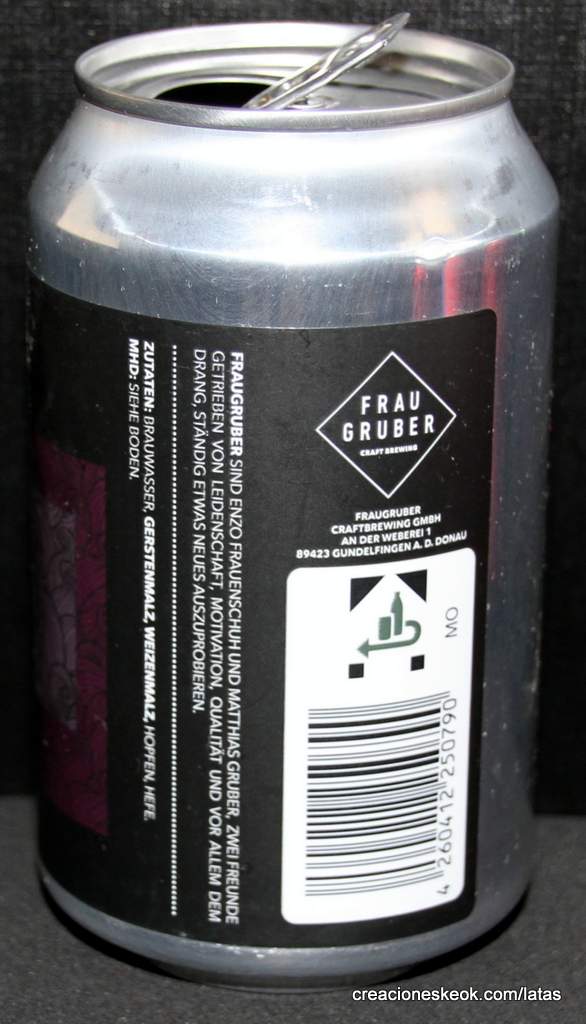 FRAU
GRUBER
CRAFT BREWING
FRAUGRUBER
CRAFTBREWING GMBH
AN DER WEBEREI 1
89423 GUNDELFINGEN A. D. DONAU
MO
4 260412 250790
FRAUGRUBER SIND ENZO FRAUENSCHUH UND MATTHIAS GRUBER, ZWEI FREUNDE
GETRIEBEN VON LEIDENSCHAFT, MOTIVATION, QUALITÄT UND VOR ALLEM DEM
DRANG, STÄNDIG ETWAS NEUES AUSZUPROBIEREN.
ZUTATEN: BRAUWASSER, GERSTENMALZ, WEIZENMALZ, HOPFEN, HEFE.
MHD: SIEHE BODEN.
creacioneskeok.com/latas